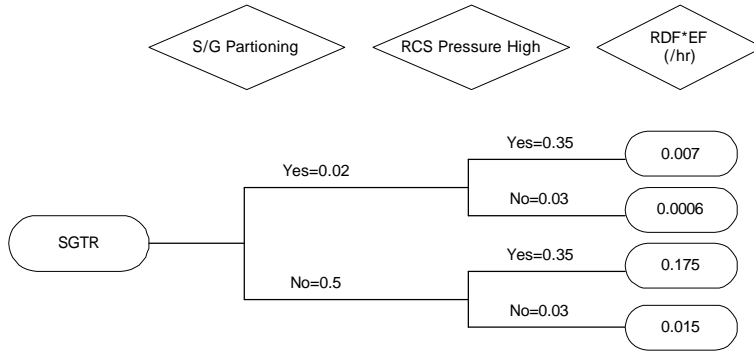 S/G Partioning
RCS Pressure High
RDF*EF
(/hr)
Yes=0.35
0.007
Yes=0.02
No=0.03
0.0006
SGTR
Yes=0.35
0.175
No=0.5
No=0.03
0.015